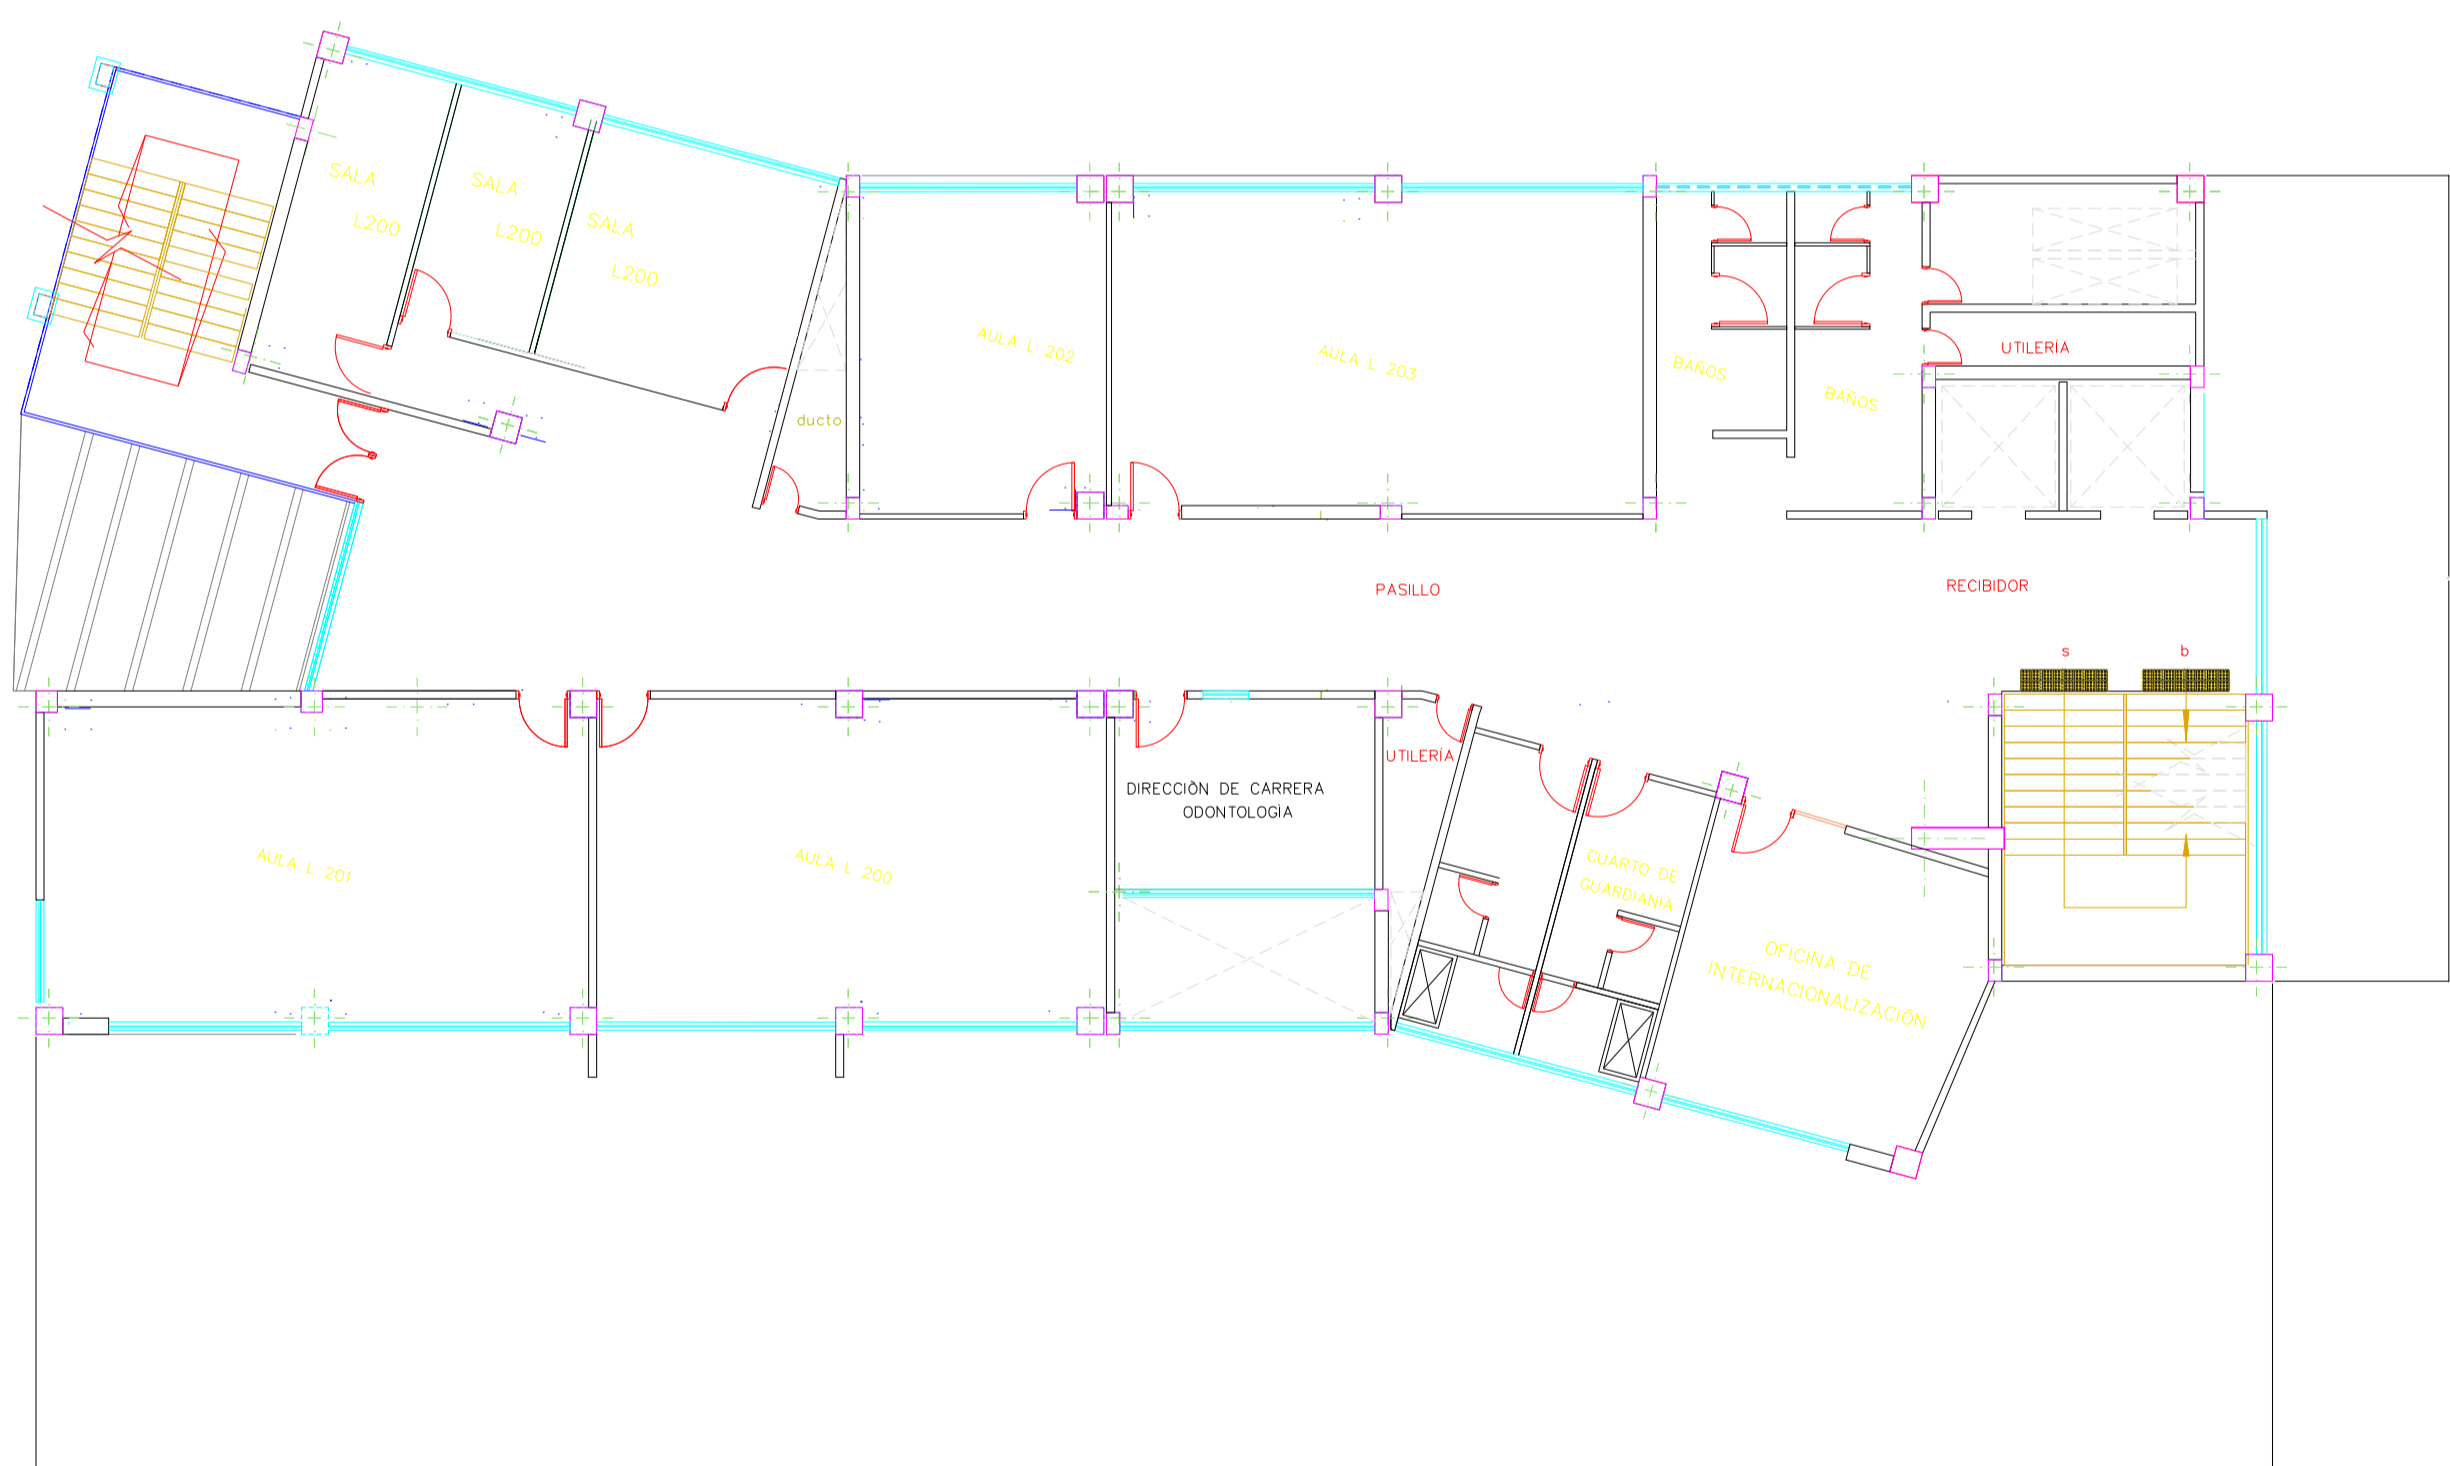 SALA
L200
SALA
L200
SALA
L200
AULA L 202
AULA L 203
BAÑOS
BAÑOS
UTILERÍA
ducto
PASILLO
RECIBIDOR
s
b
UTILERÍA
DIRECCIÒN DE CARRERA
ODONTOLOGÌA
AULA L 201
AULA L 200
CUARTO DE
GUARDIANIA
OFICINA DE
INTERNACIONALIZACIÓN